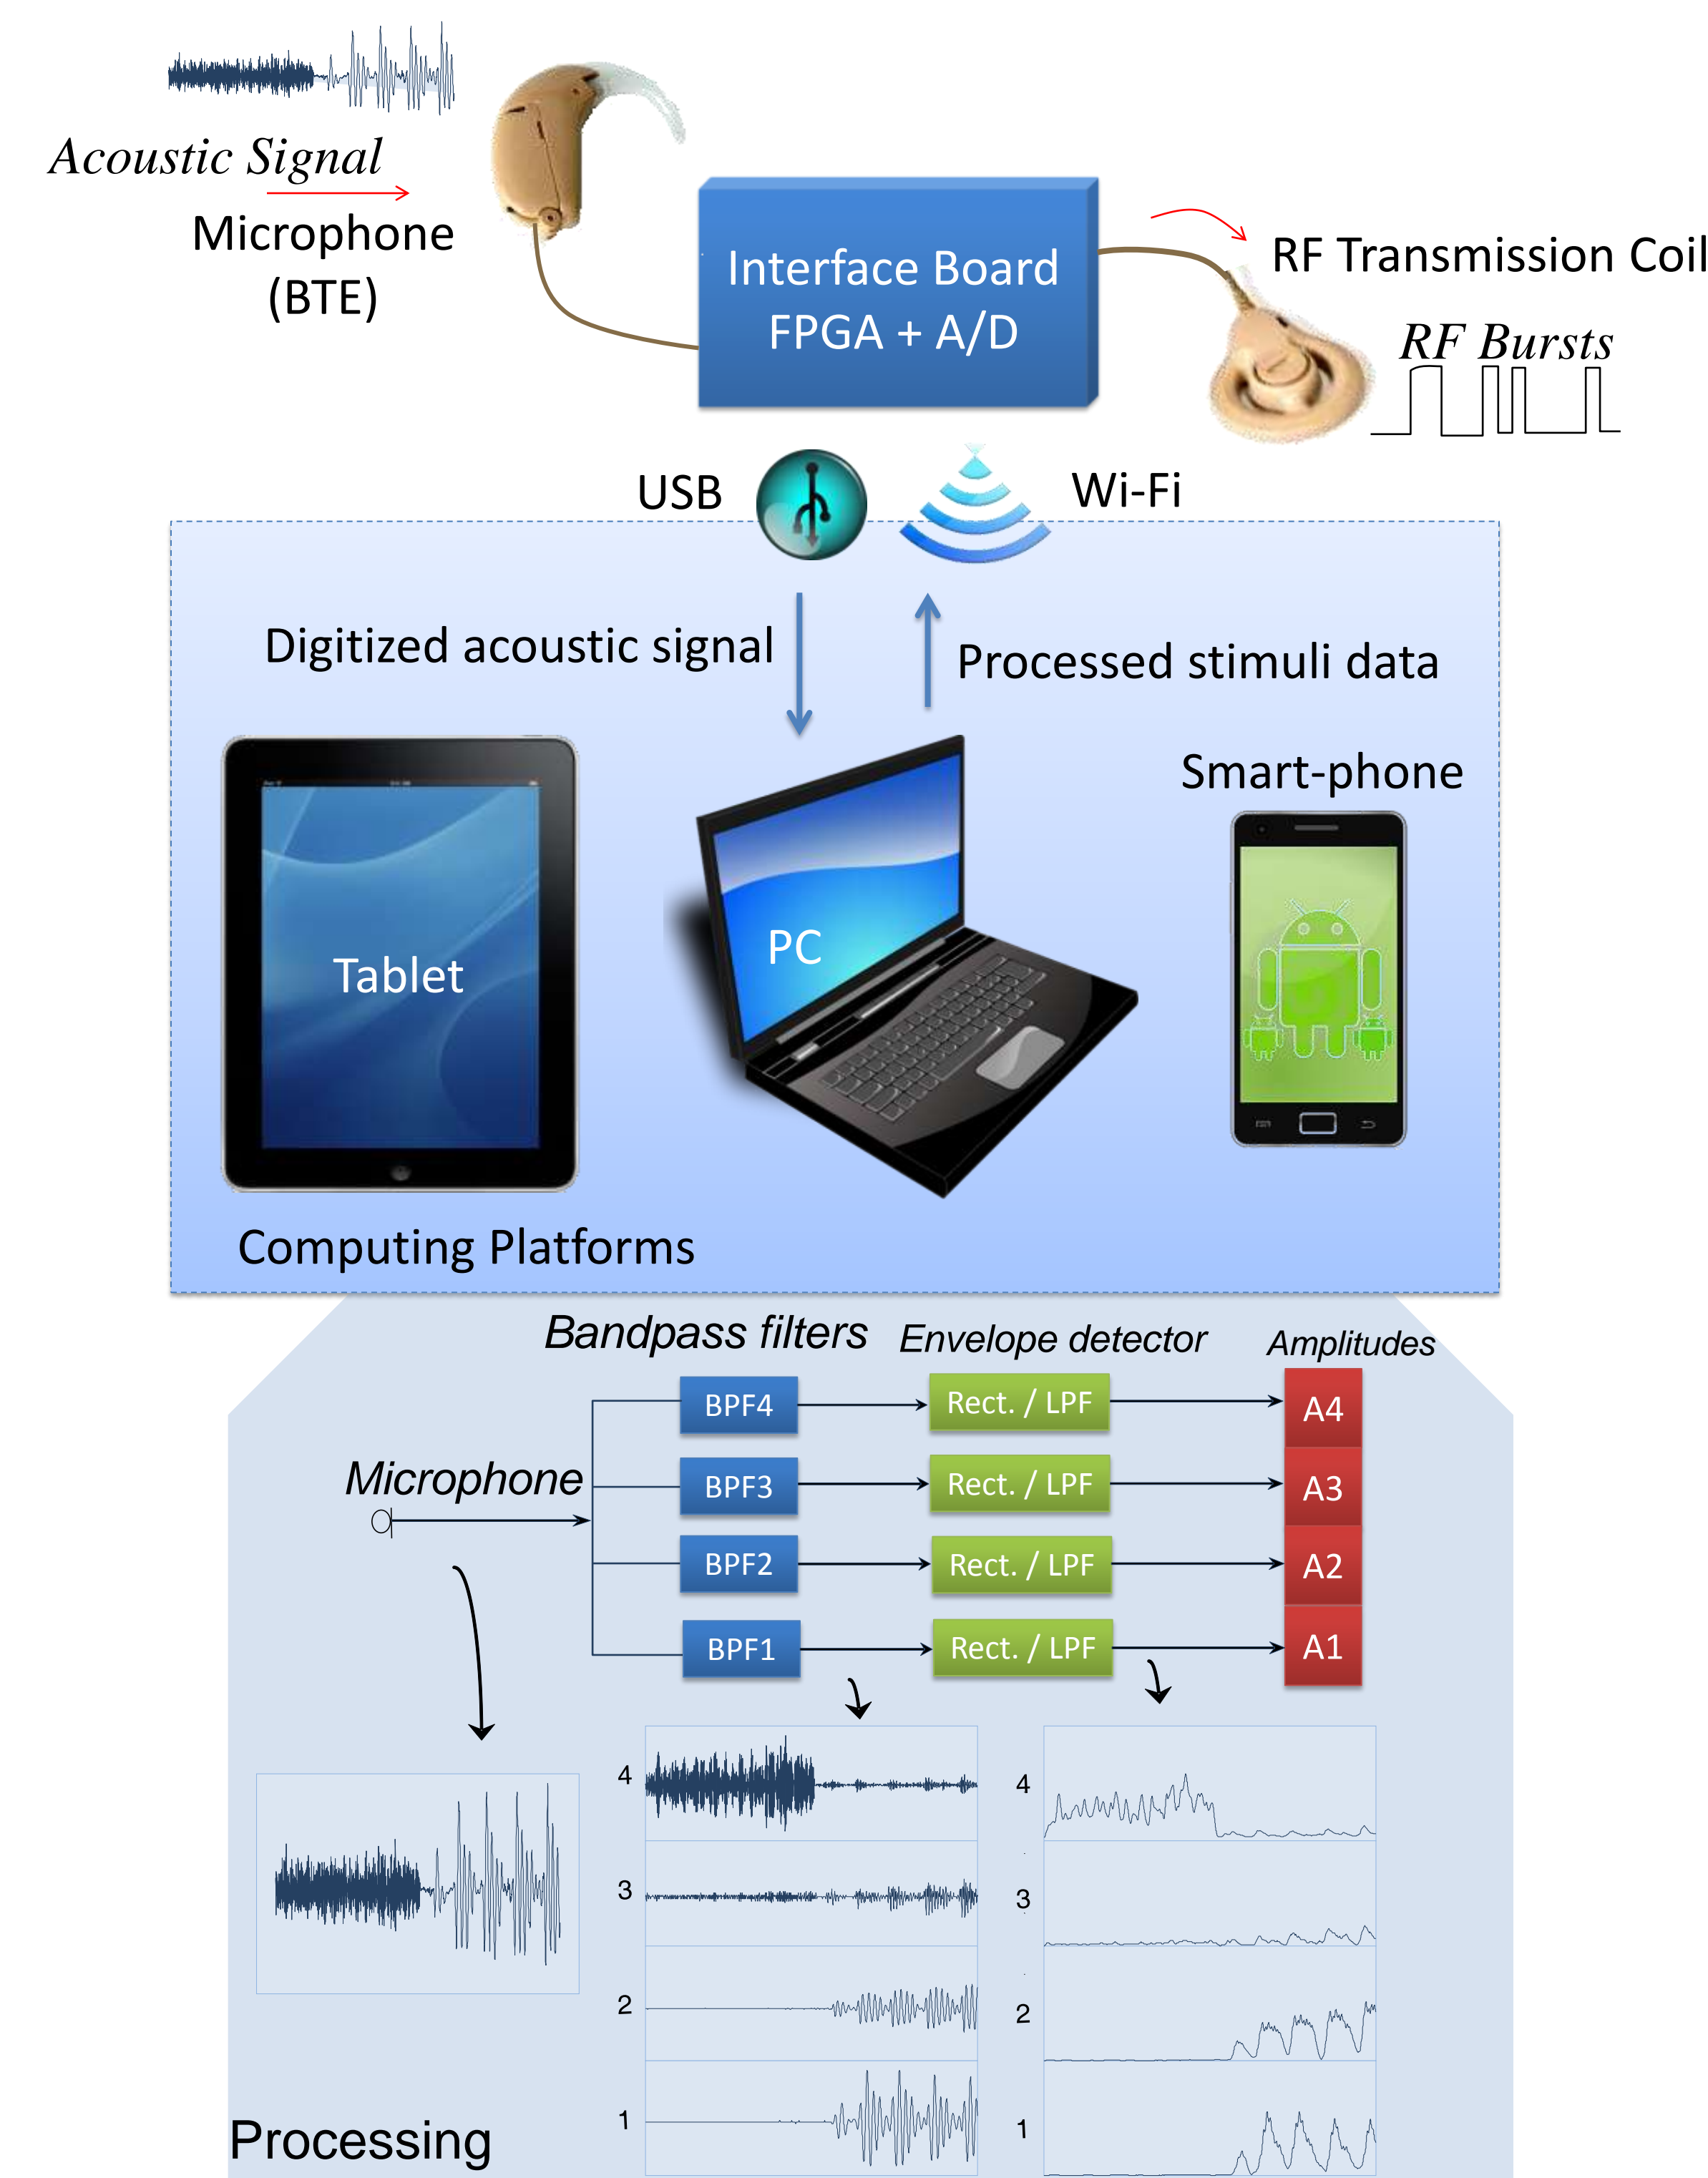 Acoustic Signal
Microphone
(BTE)
Interface Board
FPGA + A/D
RF Transmission Coil
RF Bursts
USB
Wi-Fi
Digitized acoustic signal
Processed stimuli data
Smart-phone
Tablet
PC
Computing Platforms
Bandpass filters
Envelope detector
Amplitudes
BPF4
Rect. / LPF
A4
Microphone
BPF3
Rect. / LPF
A3
BPF2
Rect. / LPF
A2
BPF1
Rect. / LPF
A1
4
4
3
3
2
2
1
1
Processing